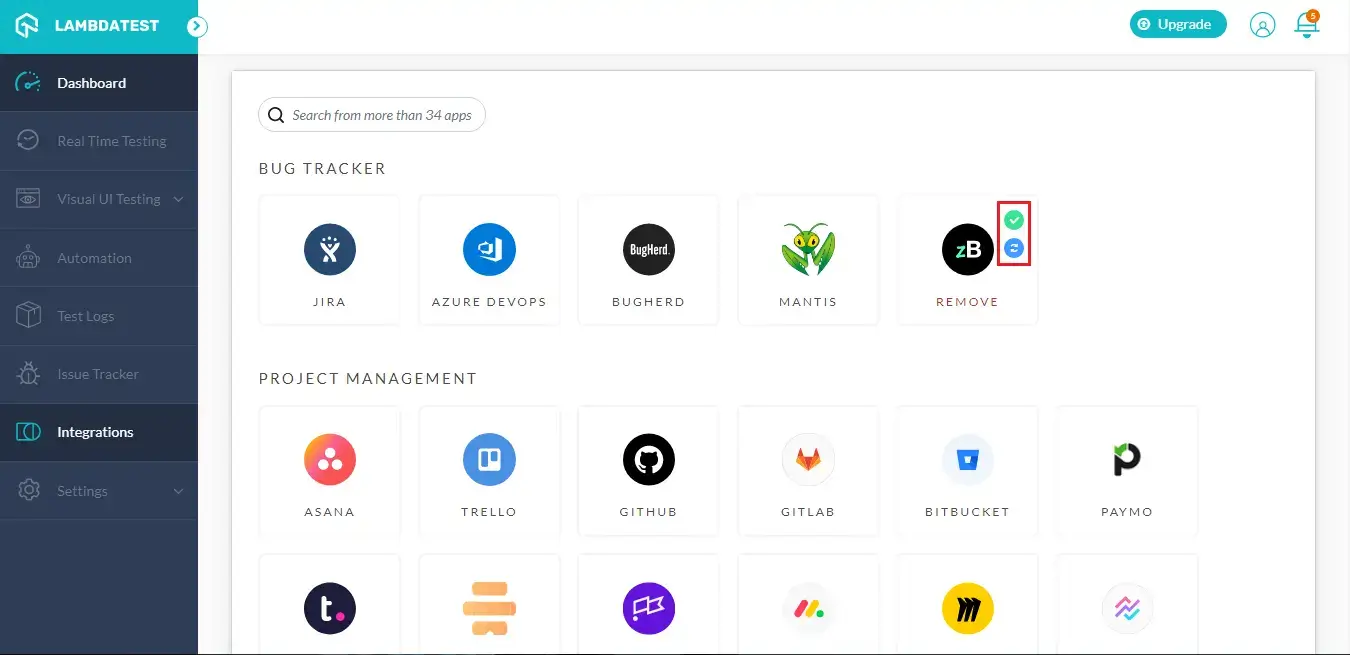 LAMBDATEST
Upgrade
5
Dashboard
Real Time Testing
Visual UI Testing
Automation
Test Logs
Issue Tracker
Integrations
Settings
Search from more than 34 apps
BUG TRACKER
BugHerd.
zB
JIRA
AZURE DEVOPS
BUGHERD
MANTIS
REMOVE
PROJECT MANAGEMENT
ASANA
TRELLO
GITHUB
GITLAB
BITBUCKET
PAYMO
t.